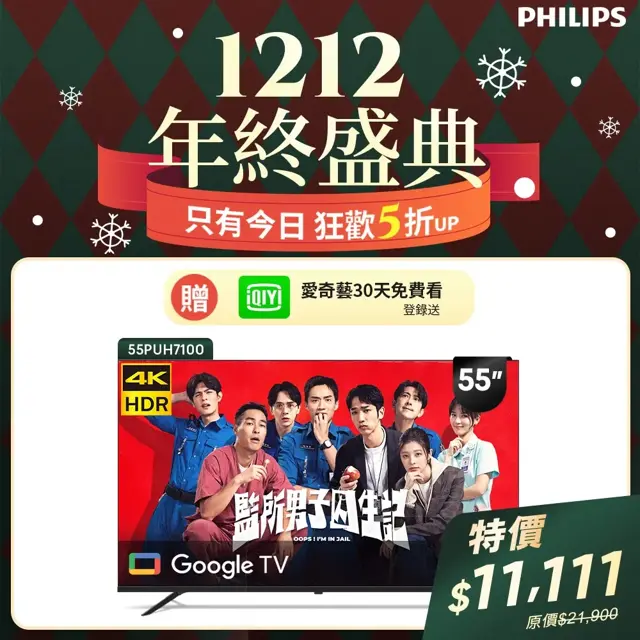 PHILIPS
1212
年終盛典
只有今日 狂歡5折UP
贈 iQIYI 愛奇藝30天免費看
登錄送
55PUH7100
4K
HDR
55"
監所男子囚生記
OOPS ! I'M IN JAIL
Google TV
特價
$11,111
原價$21,900